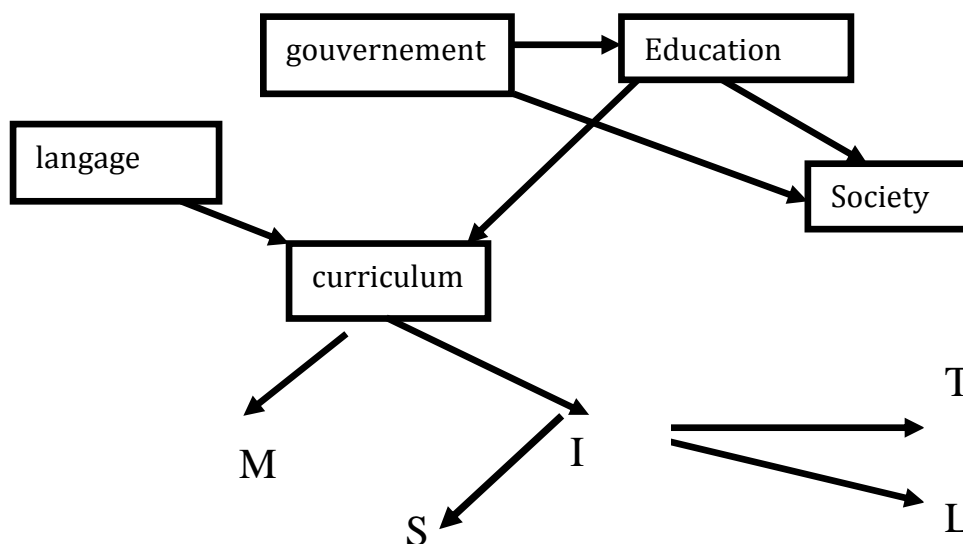 gouvernement
Education
langage
Society
curriculum
T
M
I
S
L